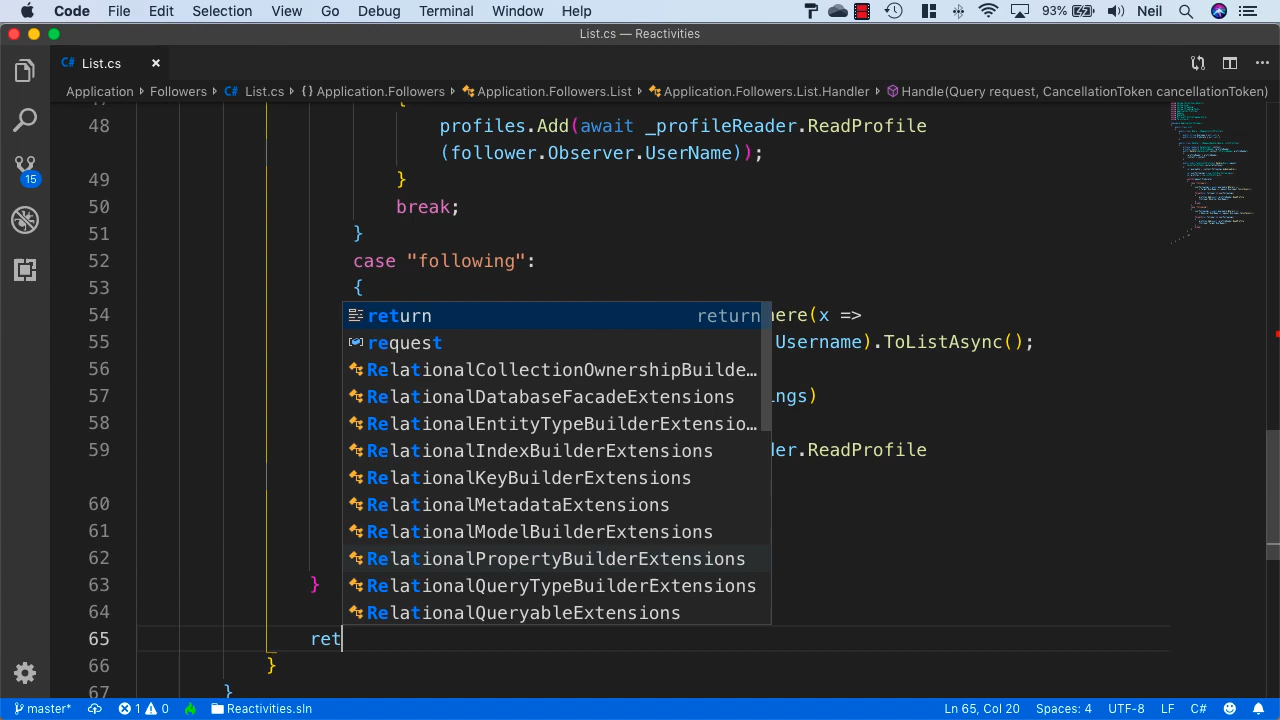 Code File Edit Selection View Go Debug Terminal Window Help 93% Neil
List.cs — Reactivities
C# List.cs ×
Application Followers C# List.cs {} Application.Followers Application.Followers.List Application.Followers.List.Handler Handle(Query request, CancellationToken cancellationToken)
{
48 profiles.Add(await _profileReader.ReadProfile
(follower.Observer.UserName));
49 }
50 break;
51 }
52 case "following":
53 {
54 here(x =>
55 Username).ToListAsync();
56
57 ings)
58
59 der.ReadProfile
60
61
62
63 }
64
65 ret
66 }
67 }
return return
request
RelationalCollectionOwnershipBuilde…
RelationalDatabaseFacadeExtensions
RelationalEntityTypeBuilderExtensio…
RelationalIndexBuilderExtensions
RelationalKeyBuilderExtensions
RelationalMetadataExtensions
RelationalModelBuilderExtensions
RelationalPropertyBuilderExtensions
RelationalQueryTypeBuilderExtensions
RelationalQueryableExtensions
15
master* 1 0 Reactivities.sln Ln 65, Col 20 Spaces: 4 UTF-8 LF C#